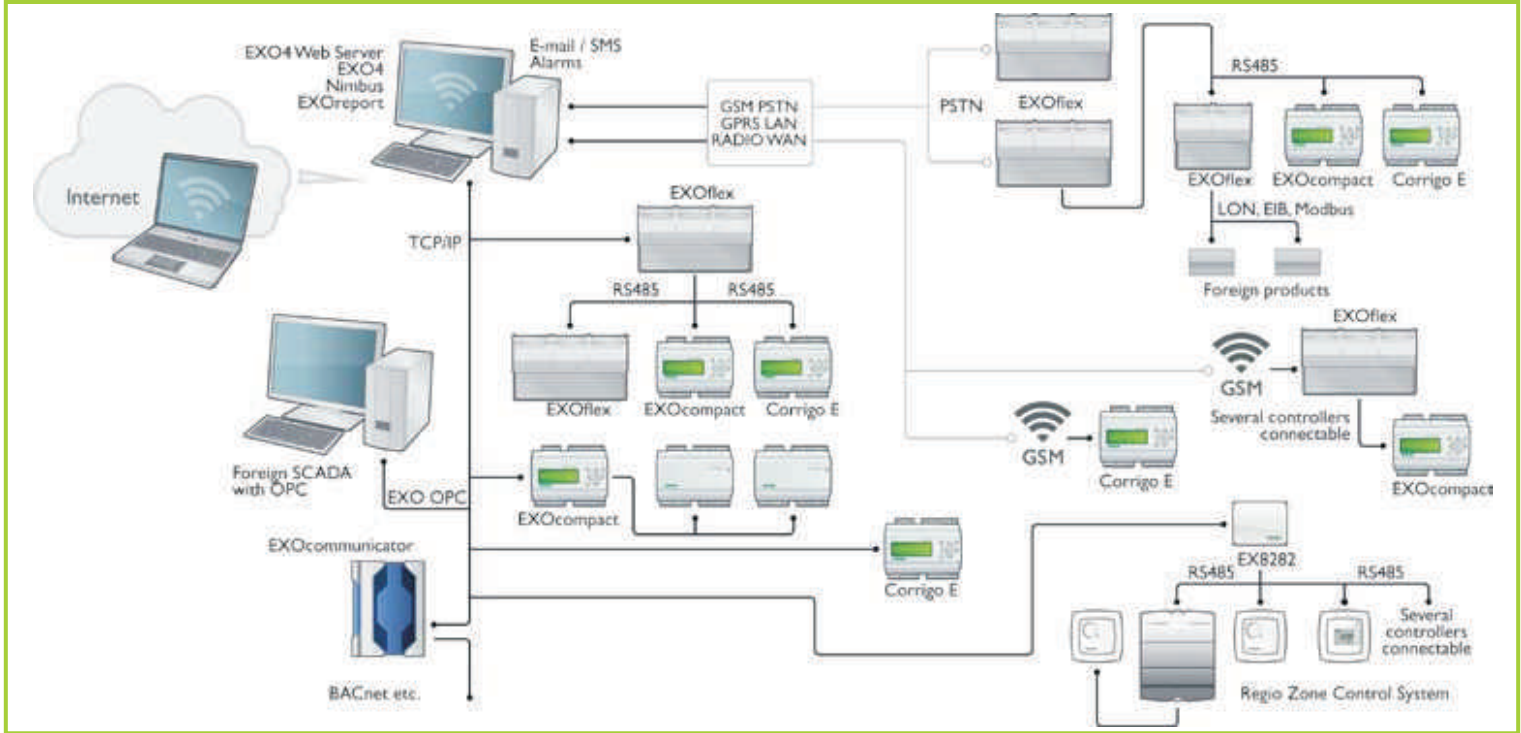 EXO4 Web Server
EXO4
Nimbus
EXOreport
E-mail / SMS
Alarms
Internet
GSM PSTN
GPRS LAN
RADIO WAN
PSTN
EXOflex
RS485
EXOflex
EXOcompact
Corrigo E
LON, EIB, Modbus
Foreign products
TCP/IP
EXOflex
RS485
RS485
EXOflex
EXOcompact
Corrigo E
EXOflex
GSM
Several controllers
connectable
EXOcompact
GSM
Corrigo E
Foreign SCADA
with OPC
EXO OPC
EXOcompact
EXOcommunicator
Corrigo E
BACnet etc.
EX8282
RS485
RS485
Several
controllers
connectable
Regio Zone Control System